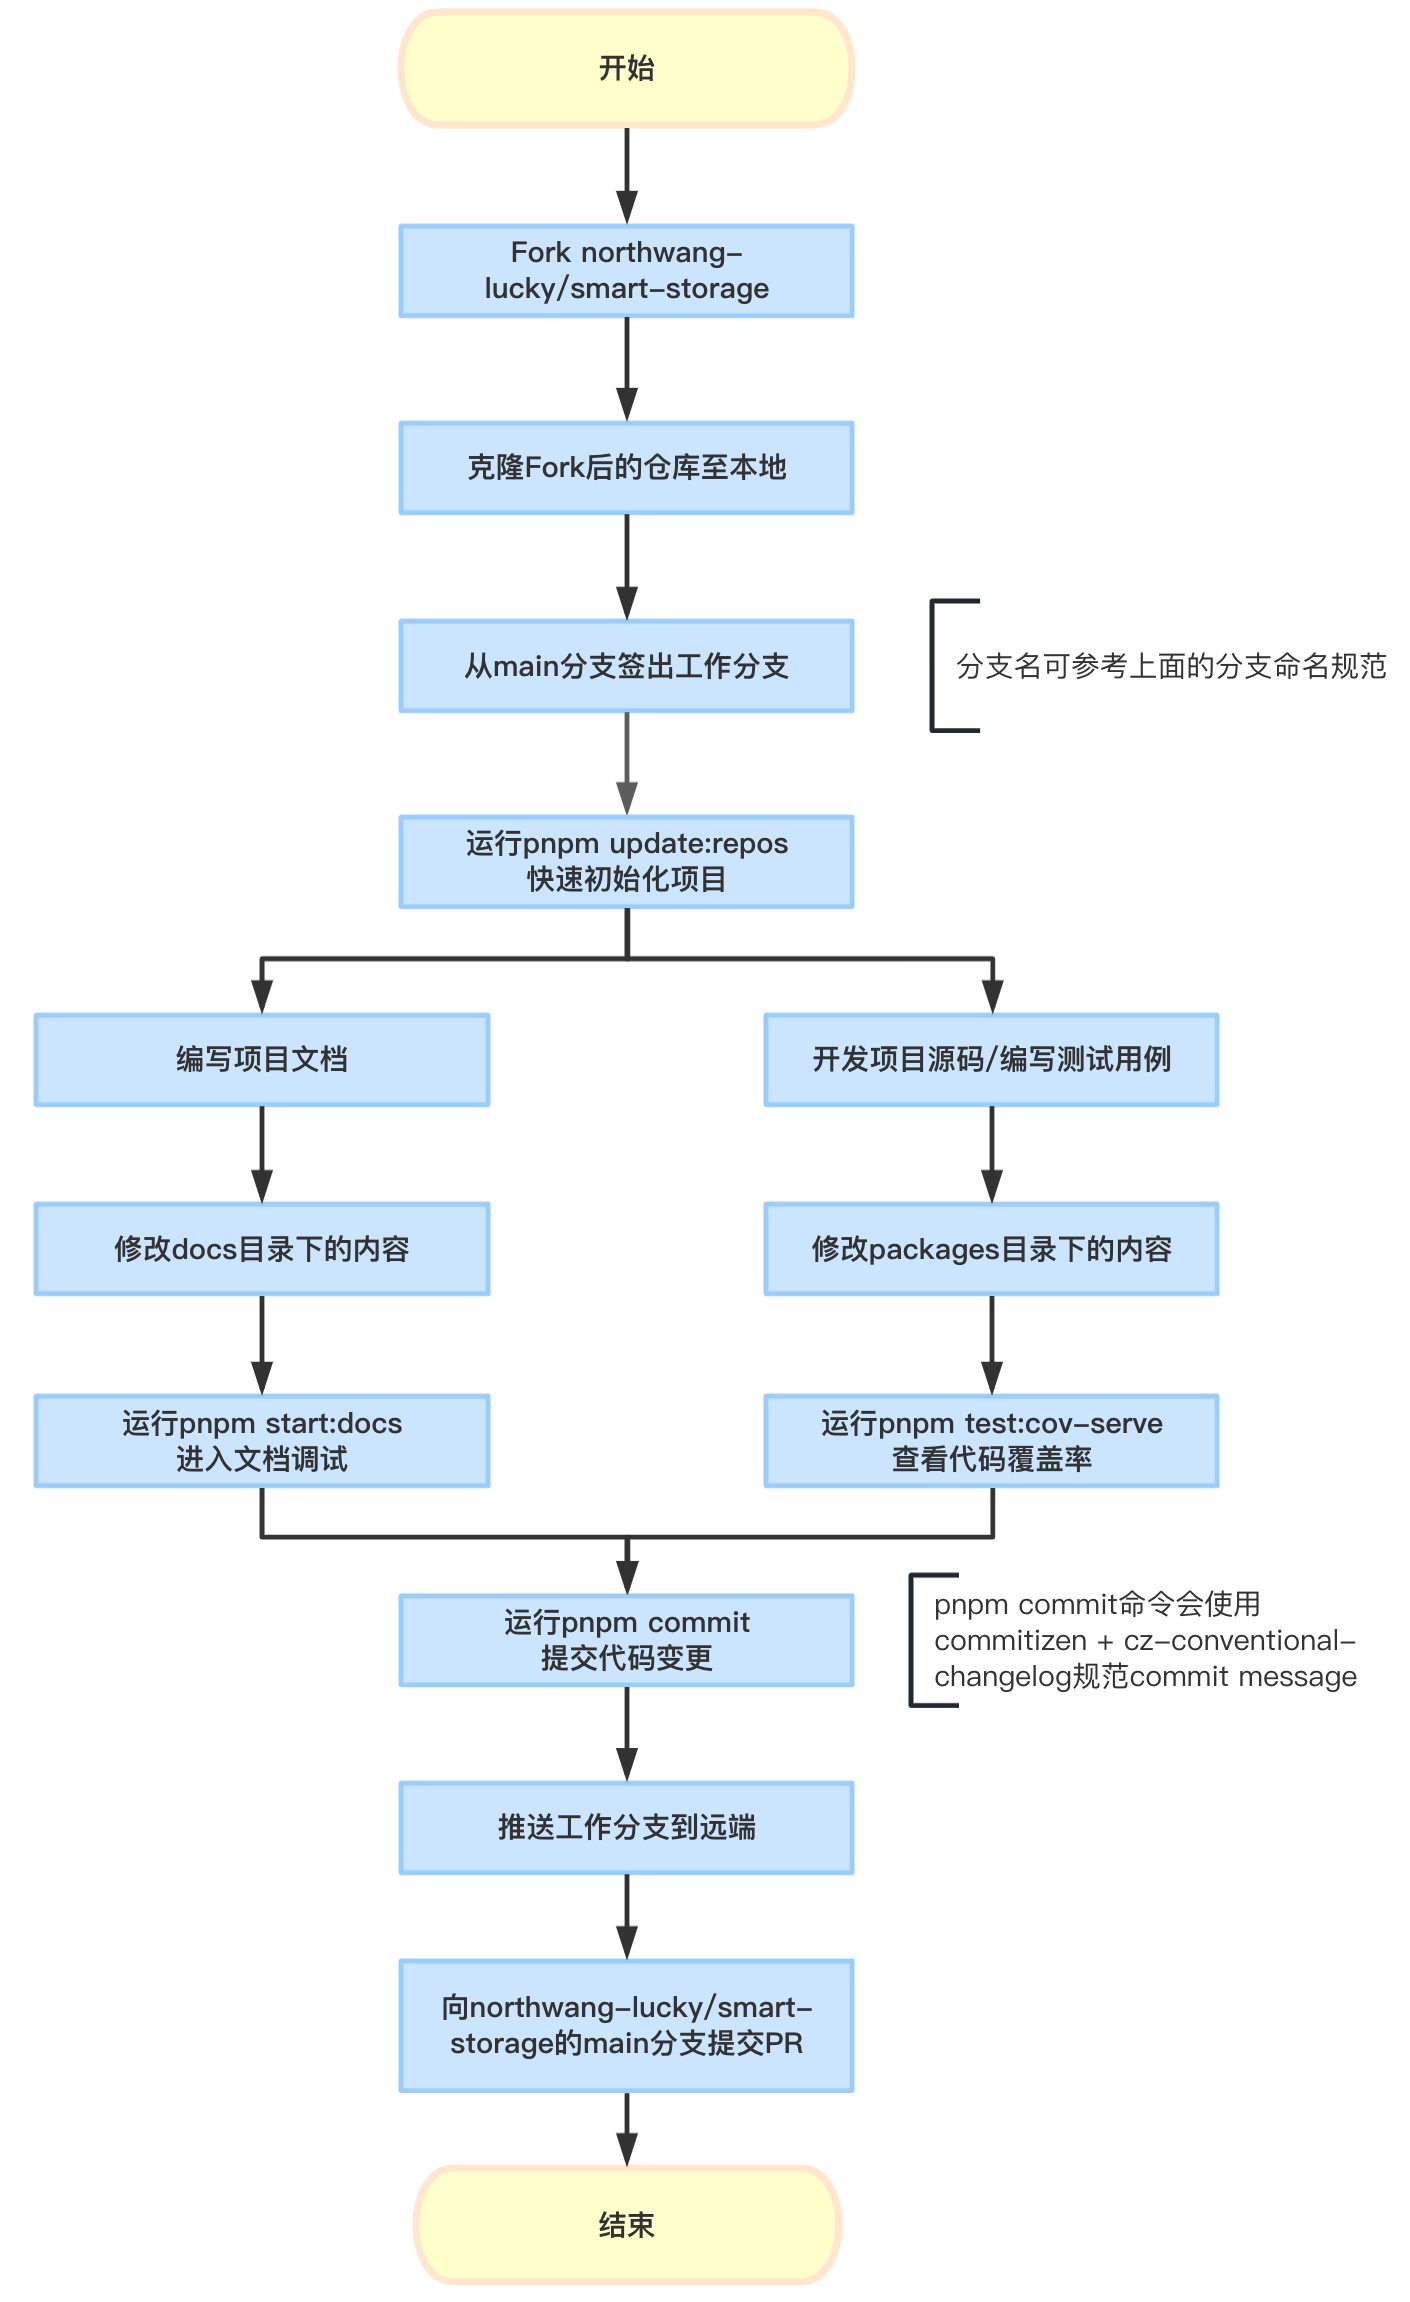 开始
Fork northwang-
lucky/smart-storage
克隆Fork后的仓库至本地
从main分支签出工作分支
分支名可参考上面的分支命名规范
运行pnpm update:repos
快速初始化项目
编写项目文档
开发项目源码/编写测试用例
修改docs目录下的内容
修改packages目录下的内容
运行pnpm start:docs
进入文档调试
运行pnpm test:cov-serve
查看代码覆盖率
运行pnpm commit
提交代码变更
pnpm commit命令会使用
commitizen + cz-conventional-
changelog规范commit message
推送工作分支到远端
向northwang-lucky/smart-
storage的main分支提交PR
结束